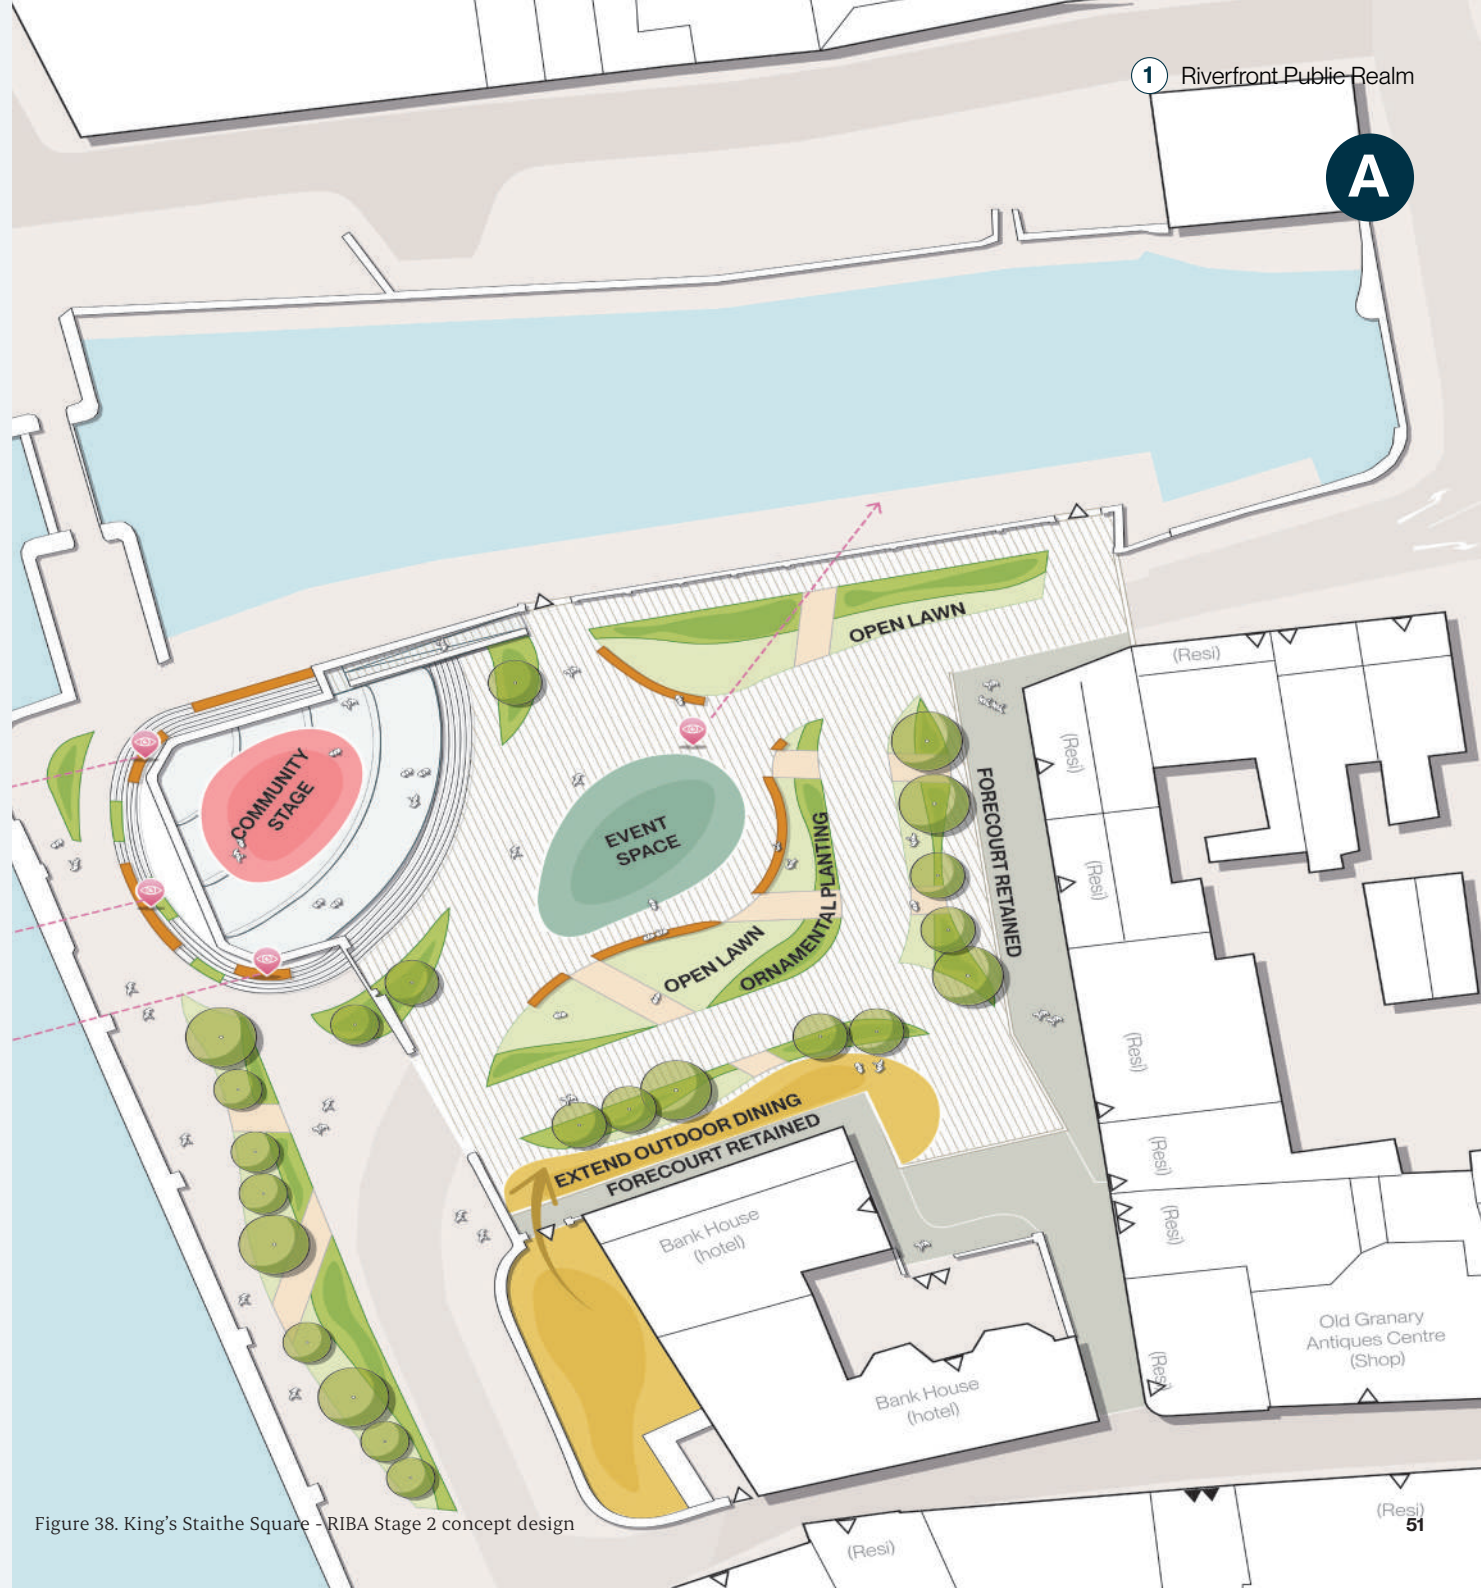 1 Riverfront Public Realm
A
OPEN LAWN
(Resi)
(Resi)
COMMUNITY
STAGE
FORECOURT RETAINED
EVENT
SPACE
ORNAMENTAL PLANTING
(Resi)
OPEN LAWN
(Resi)
EXTEND OUTDOOR DINING
FORECOURT RETAINED
(Resi)
Bank House
(hotel)
(Resi)
Old Granary
Antiques Centre
(Shop)
(Resi)
Bank House
(hotel)
(Resi)
Figure 38. King's Staithe Square - RIBA Stage 2 concept design
51
(Resi)